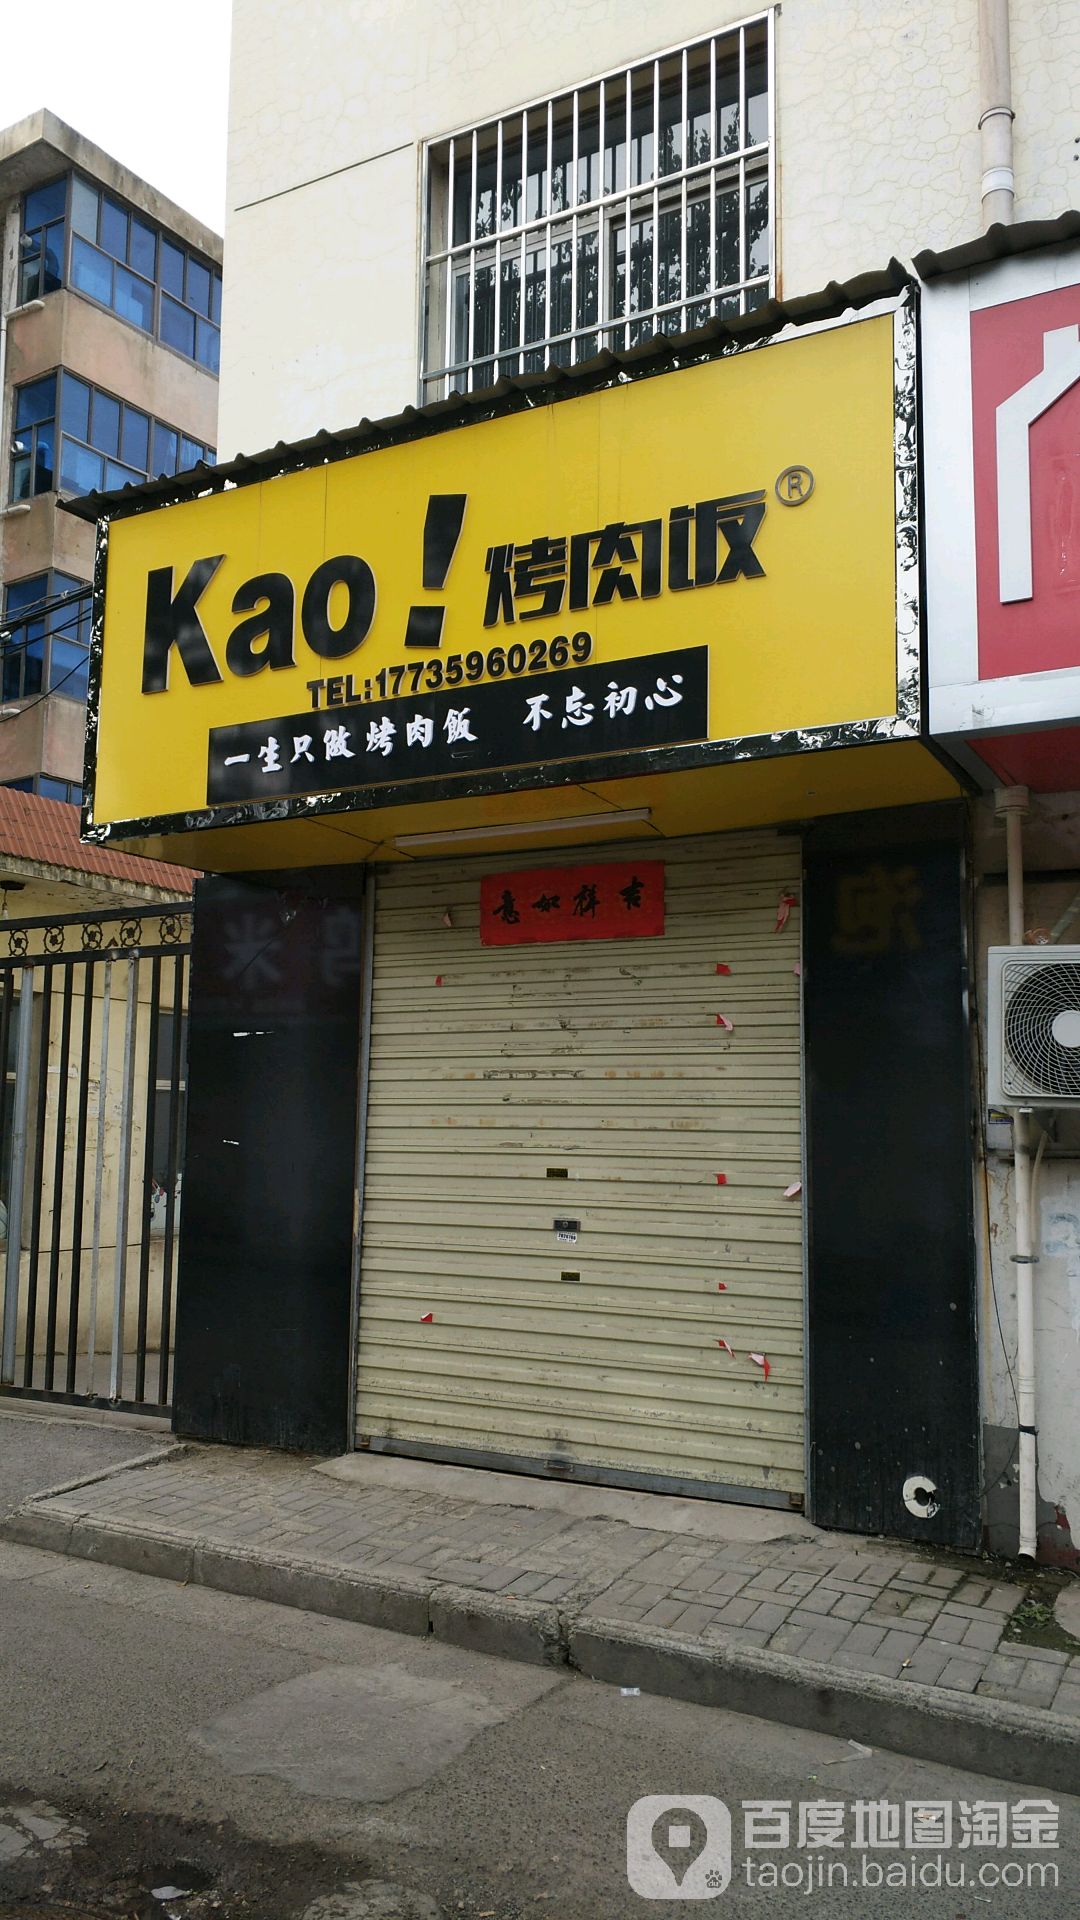 Kao！烤肉饭®
TEL:17735960269
一生只做烤肉飯 不忘初心
意如祥吉
米
百度地图淘金
taojin.baidu.com